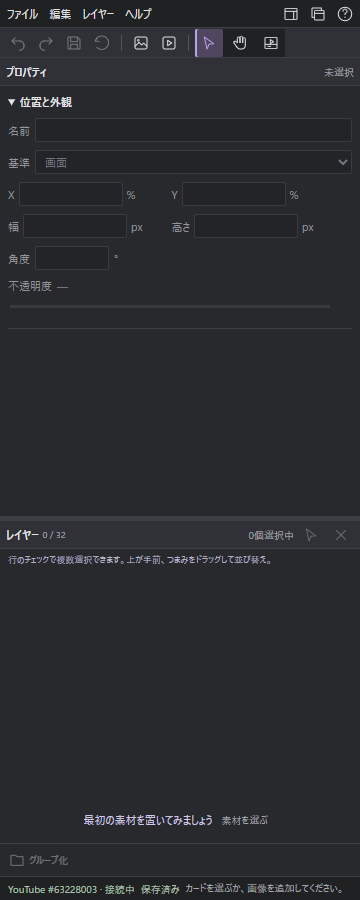 ファイル 編集 レイヤー ヘルプ
プロパティ 未選択
▼ 位置と外観
名前
基準 画面
X % Y %
幅 px 高さ px
角度 °
不透明度 —
レイヤー 0 / 32 0個選択中
行のチェックで複数選択できます。上が手前、つまみをドラッグして並び替え。
最初の素材を置いてみましょう 素材を選ぶ
グループ化
YouTube #63228003 · 接続中 保存済み カードを選ぶか、画像を追加してください。